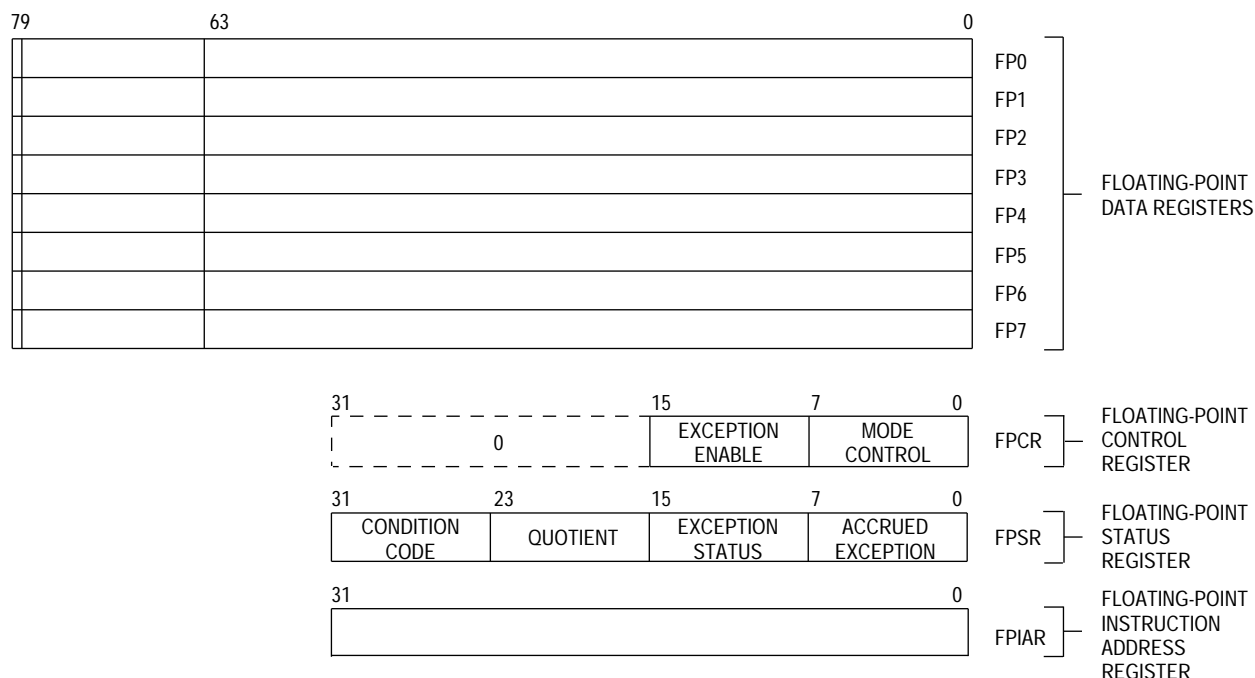 79 63 0
FP0
FP1
FP2
FP3
FP4
FP5
FP6
FP7
FLOATING-POINT
DATA REGISTERS
31 15 7 0
0
EXCEPTION
ENABLE
MODE
CONTROL
FPCR
FLOATING-POINT
CONTROL
REGISTER
31 23 15 7 0
CONDITION
CODE
QUOTIENT
EXCEPTION
STATUS
ACCRUED
EXCEPTION
FPSR
FLOATING-POINT
STATUS
REGISTER
31 0
FPIAR
FLOATING-POINT
INSTRUCTION
ADDRESS
REGISTER